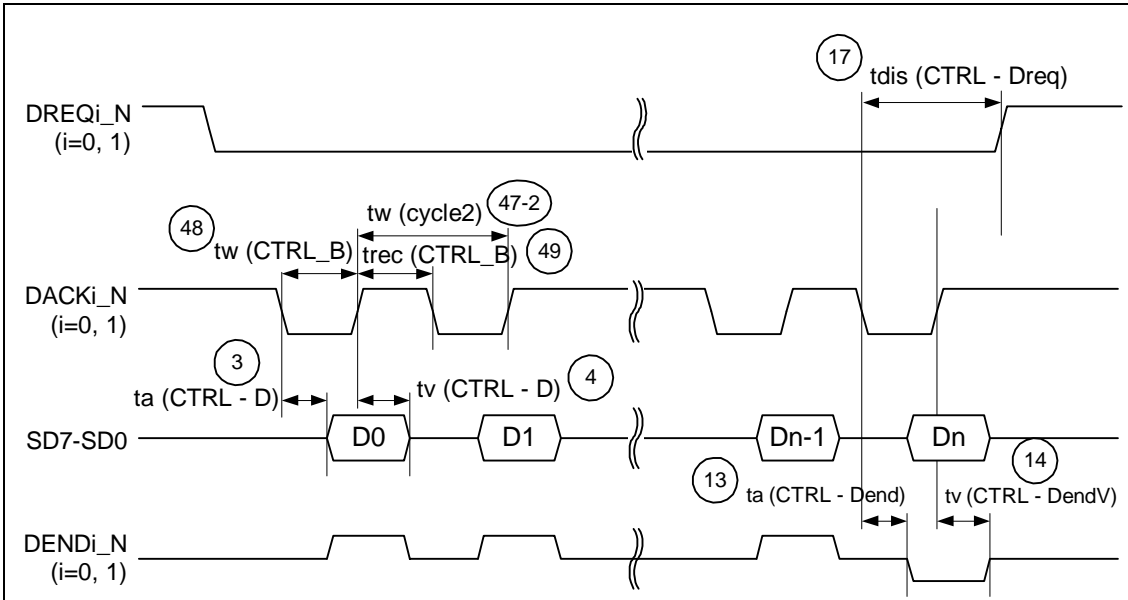 17
tdis (CTRL - Dreq)
DREQi_N
(i=0, 1)
47-2
tw (cycle2)
48
tw (CTRL_B)
trec (CTRL_B)
49
DACKi_N
(i=0, 1)
3
ta (CTRL - D)
tv (CTRL - D)
4
SD7-SD0
D0
D1
Dn-1
Dn
13
ta (CTRL - Dend)
14
tv (CTRL - DendV)
DENDi_N
(i=0, 1)